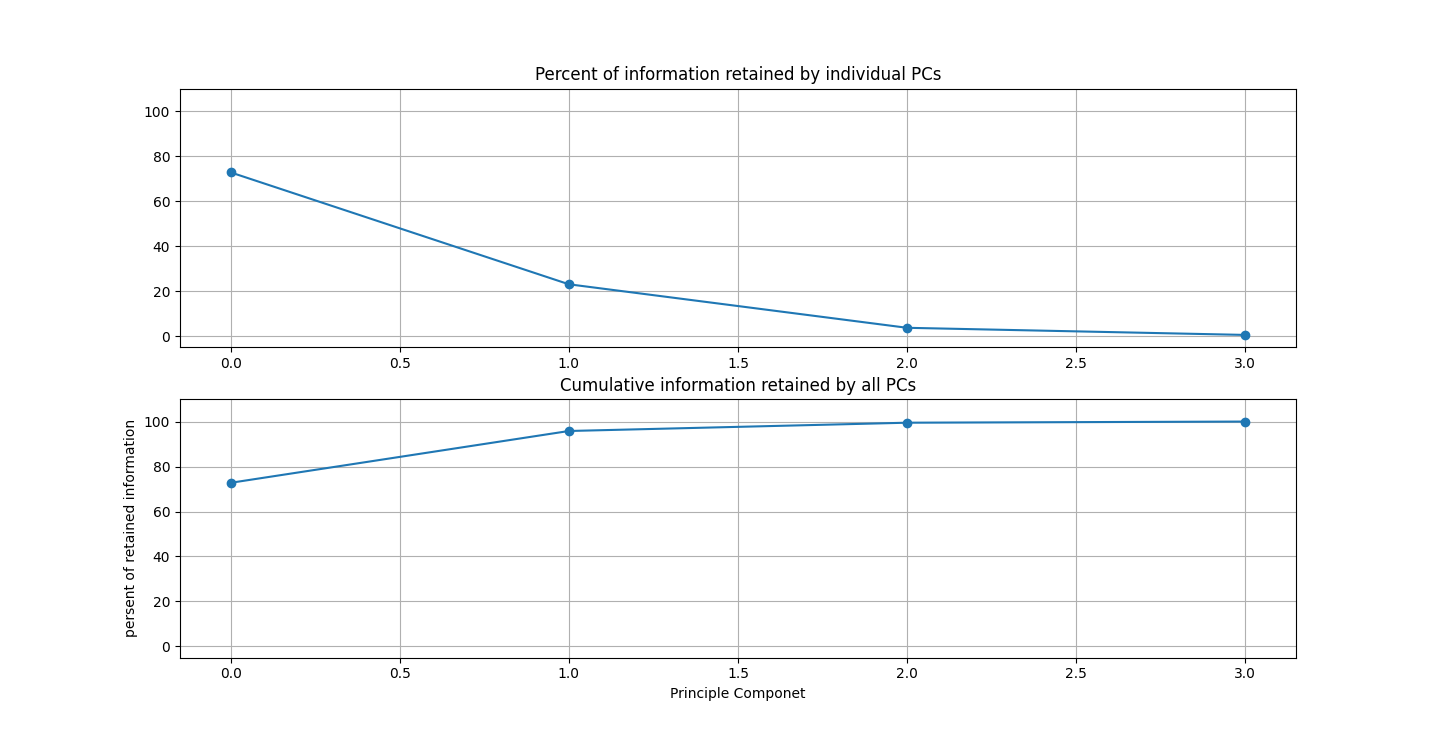 Percent of information retained by individual PCs
100
80
60
40
20
0
0.0 0.5 1.0 1.5 2.0 2.5 3.0
Cumulative information retained by all PCs
persent of retained information
100
80
60
40
20
0
0.0 0.5 1.0 1.5 2.0 2.5 3.0
Principle Componet